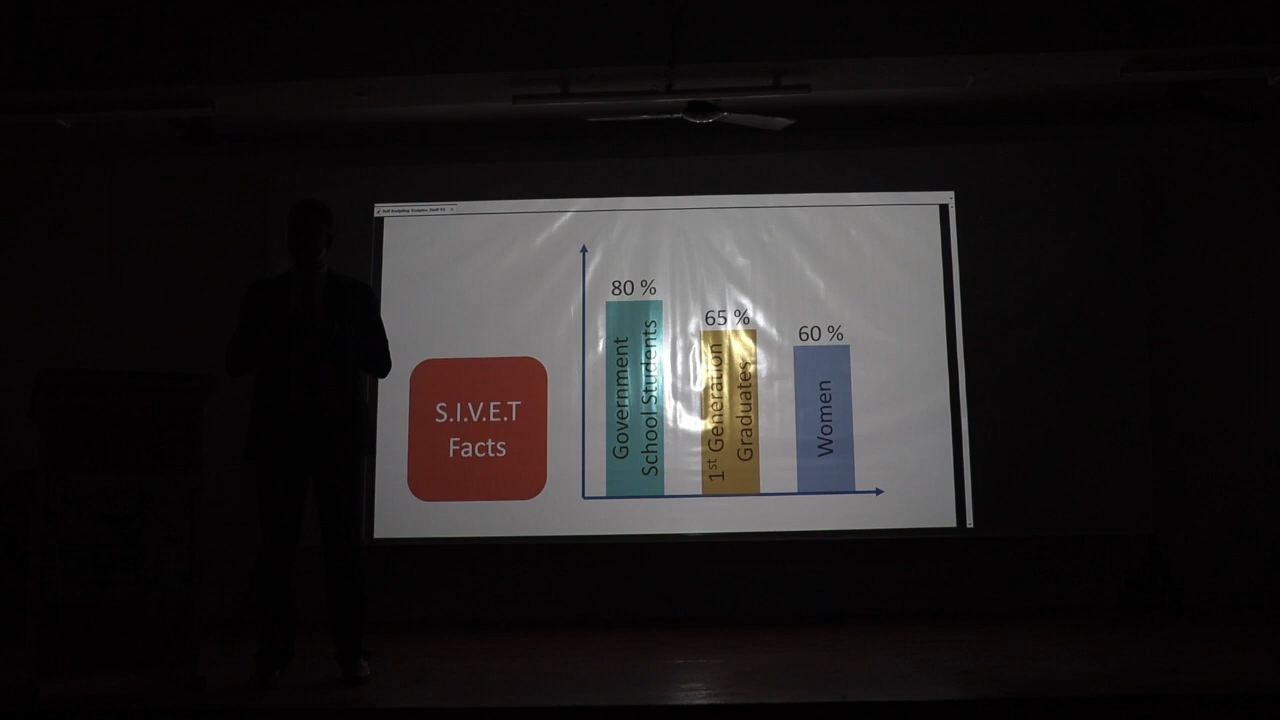 S.I.V.E.T
Facts
80 %
Government
School Students
65 %
1st Generation
Graduates
60 %
Women